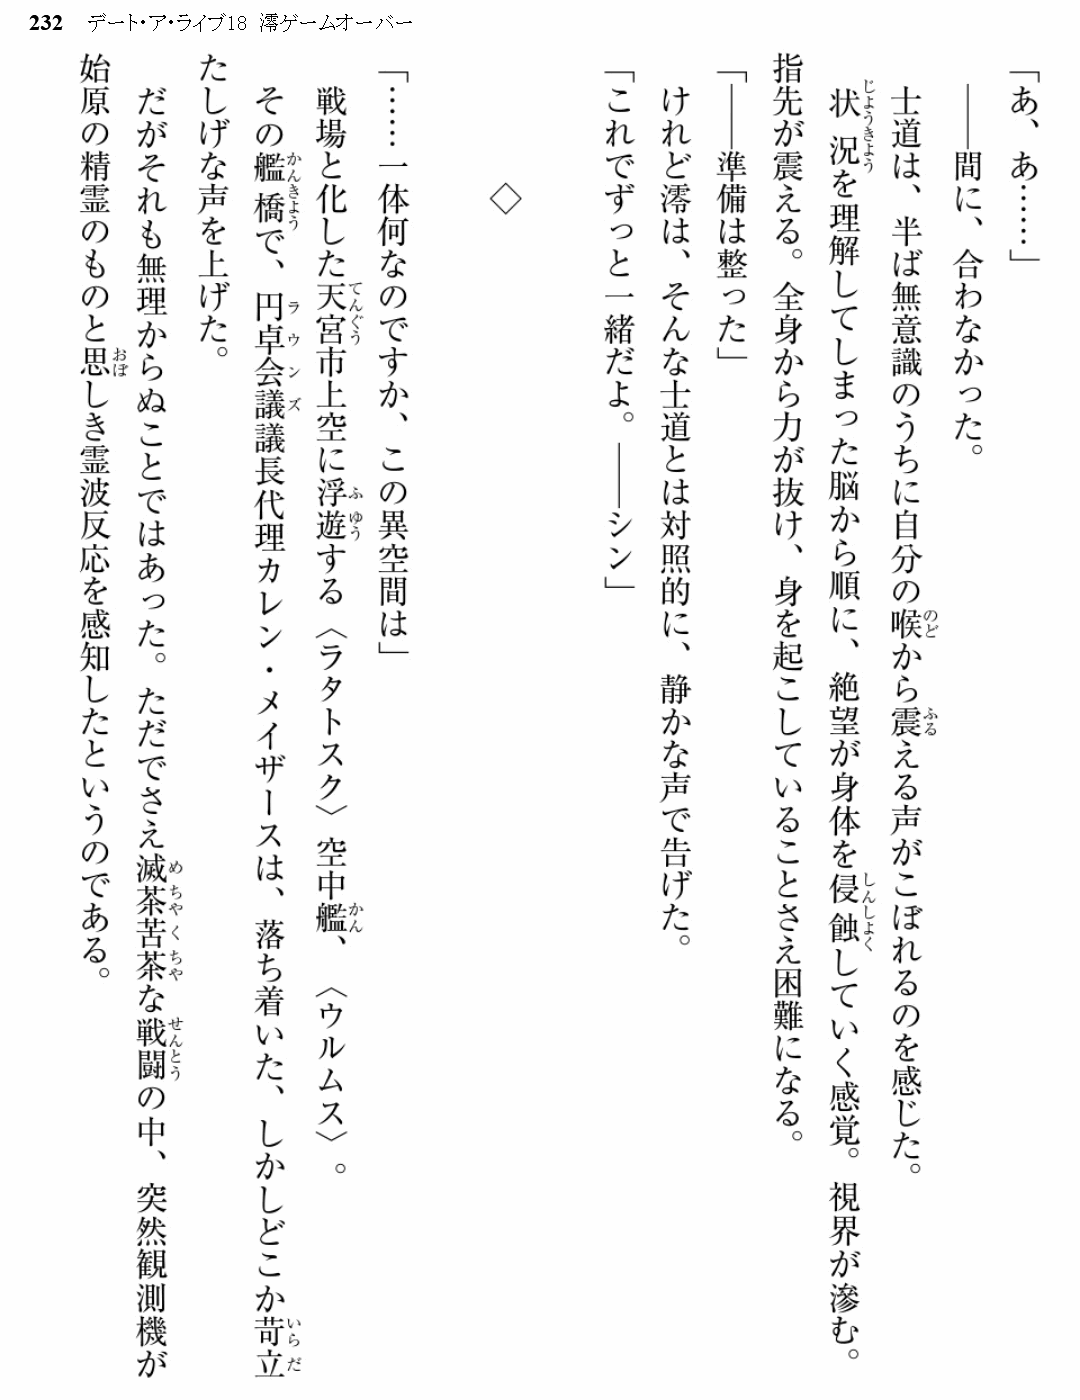 232 デート・ア・ライブ18 澪ゲームオーバー
「あ、あ……」
――間に、合わなかった。
士道は、半ば無意識のうちに自分の喉から震える声がこぼれるのを感じた。
状況を理解してしまった脳から順に、絶望が身体を侵蝕していく感覚。視界が滲む。
指先が震える。全身から力が抜け、身を起こしていることさえ困難になる。
「――準備は整った」
けれど澪は、そんな士道とは対照的に、静かな声で告げた。
「これでずっと一緒だよ。――シン」
◇
「……一体何なのですか、この異空間は」
戦場と化した天宮市上空に浮遊する〈ラタトスク〉空中艦、〈ウルムス〉。
その艦橋で、円卓会議議長代理カレン・メイザースは、落ち着いた、しかしどこか苛立
たしげな声を上げた。
だがそれも無理からぬことではあった。ただでさえ滅茶苦茶な戦闘の中、突然観測機が
始原の精霊のものと思しき霊波反応を感知したというのである。